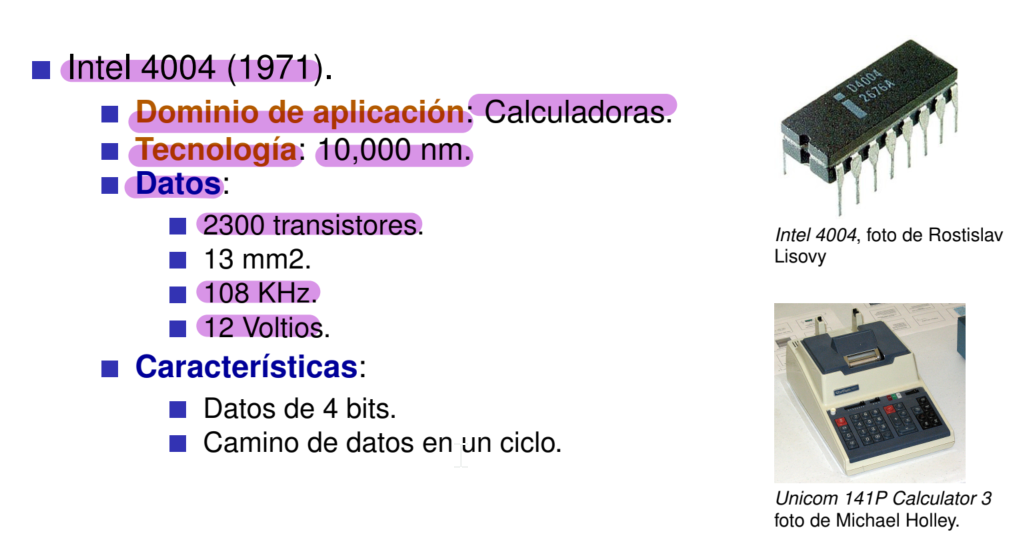 Intel 4004 (1971).
Dominio de aplicación: Calculadoras.
Tecnología: 10,000 nm.
Datos:
2300 transistores.
13 mm2.
108 KHz.
12 Voltios.
Características:
Datos de 4 bits.
Camino de datos en un ciclo.
D4004
2676A
Intel 4004, foto de Rostislav
Lisovy
Unicom 141P Calculator 3
foto de Michael Holley.